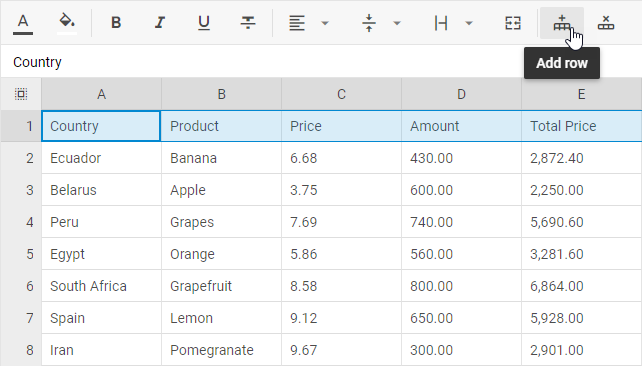 A B I U T
Country
Add row
A B C D E
1 Country Product Price Amount Total Price
2 Ecuador Banana 6.68 430.00 2,872.40
3 Belarus Apple 3.75 600.00 2,250.00
4 Peru Grapes 7.69 740.00 5,690.60
5 Egypt Orange 5.86 560.00 3,281.60
6 South Africa Grapefruit 8.58 800.00 6,864.00
7 Spain Lemon 9.12 650.00 5,928.00
8 Iran Pomegranate 9.67 300.00 2,901.00